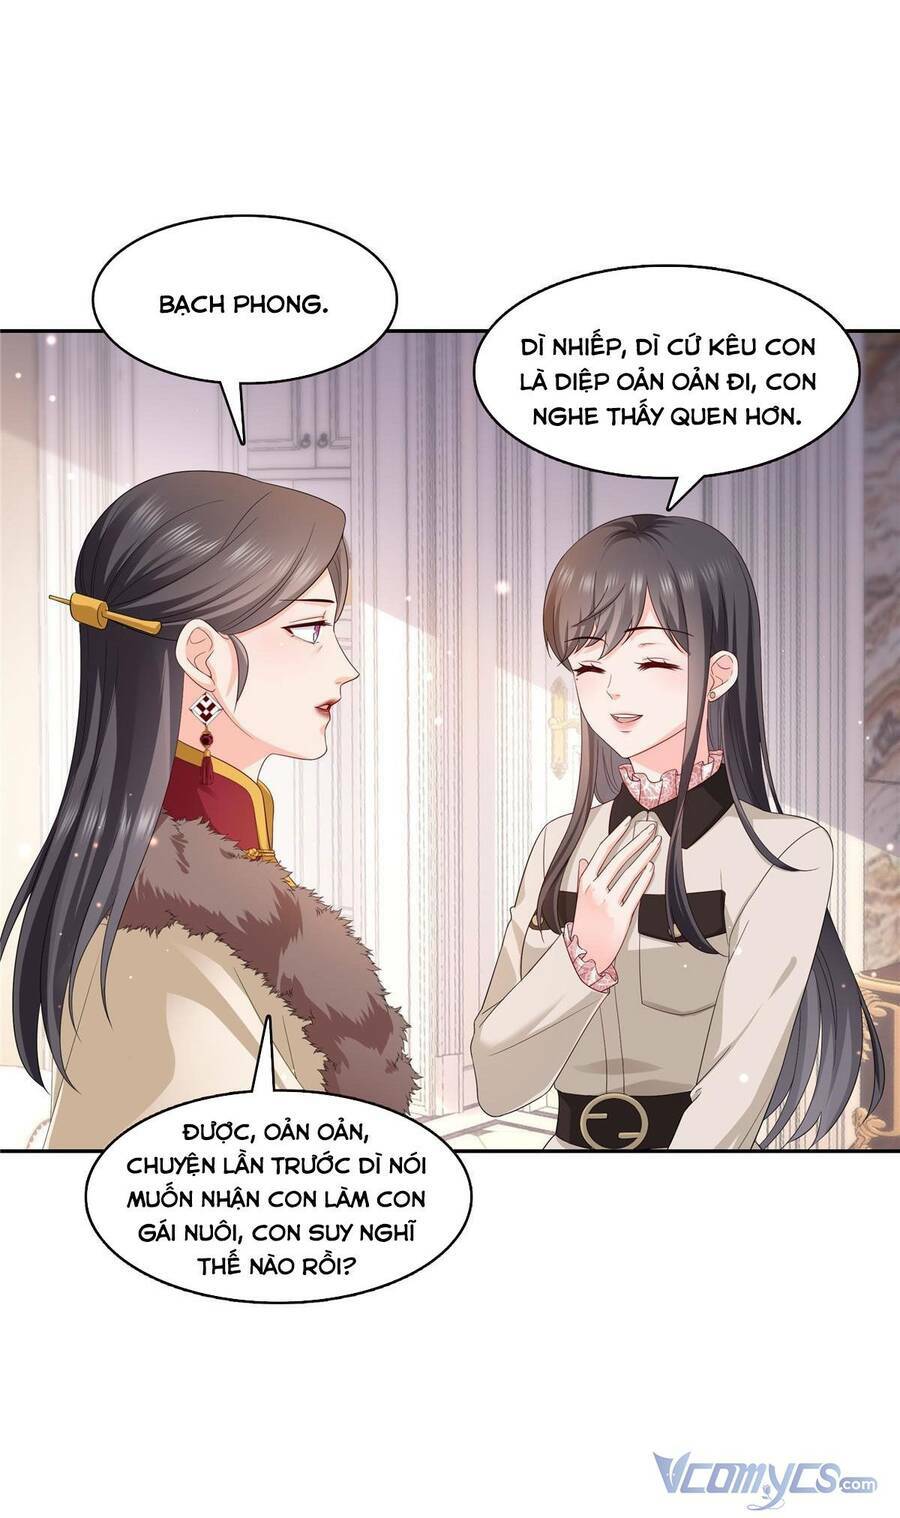 BẠCH PHONG.
DÌ NHIẾP, DÌ CỨ KÊU CON
LÀ DIỆP OẢN OẢN ĐI, CON
NGHE THẤY QUEN HƠN.
ĐƯỢC, OẢN OẢN,
CHUYỆN LẦN TRƯỚC DÌ NÓI
MUỐN NHẬN CON LÀM CON
GÁI NUÔI, CON SUY NGHĨ
THẾ NÀO RỒI?
VCOMYCS.com